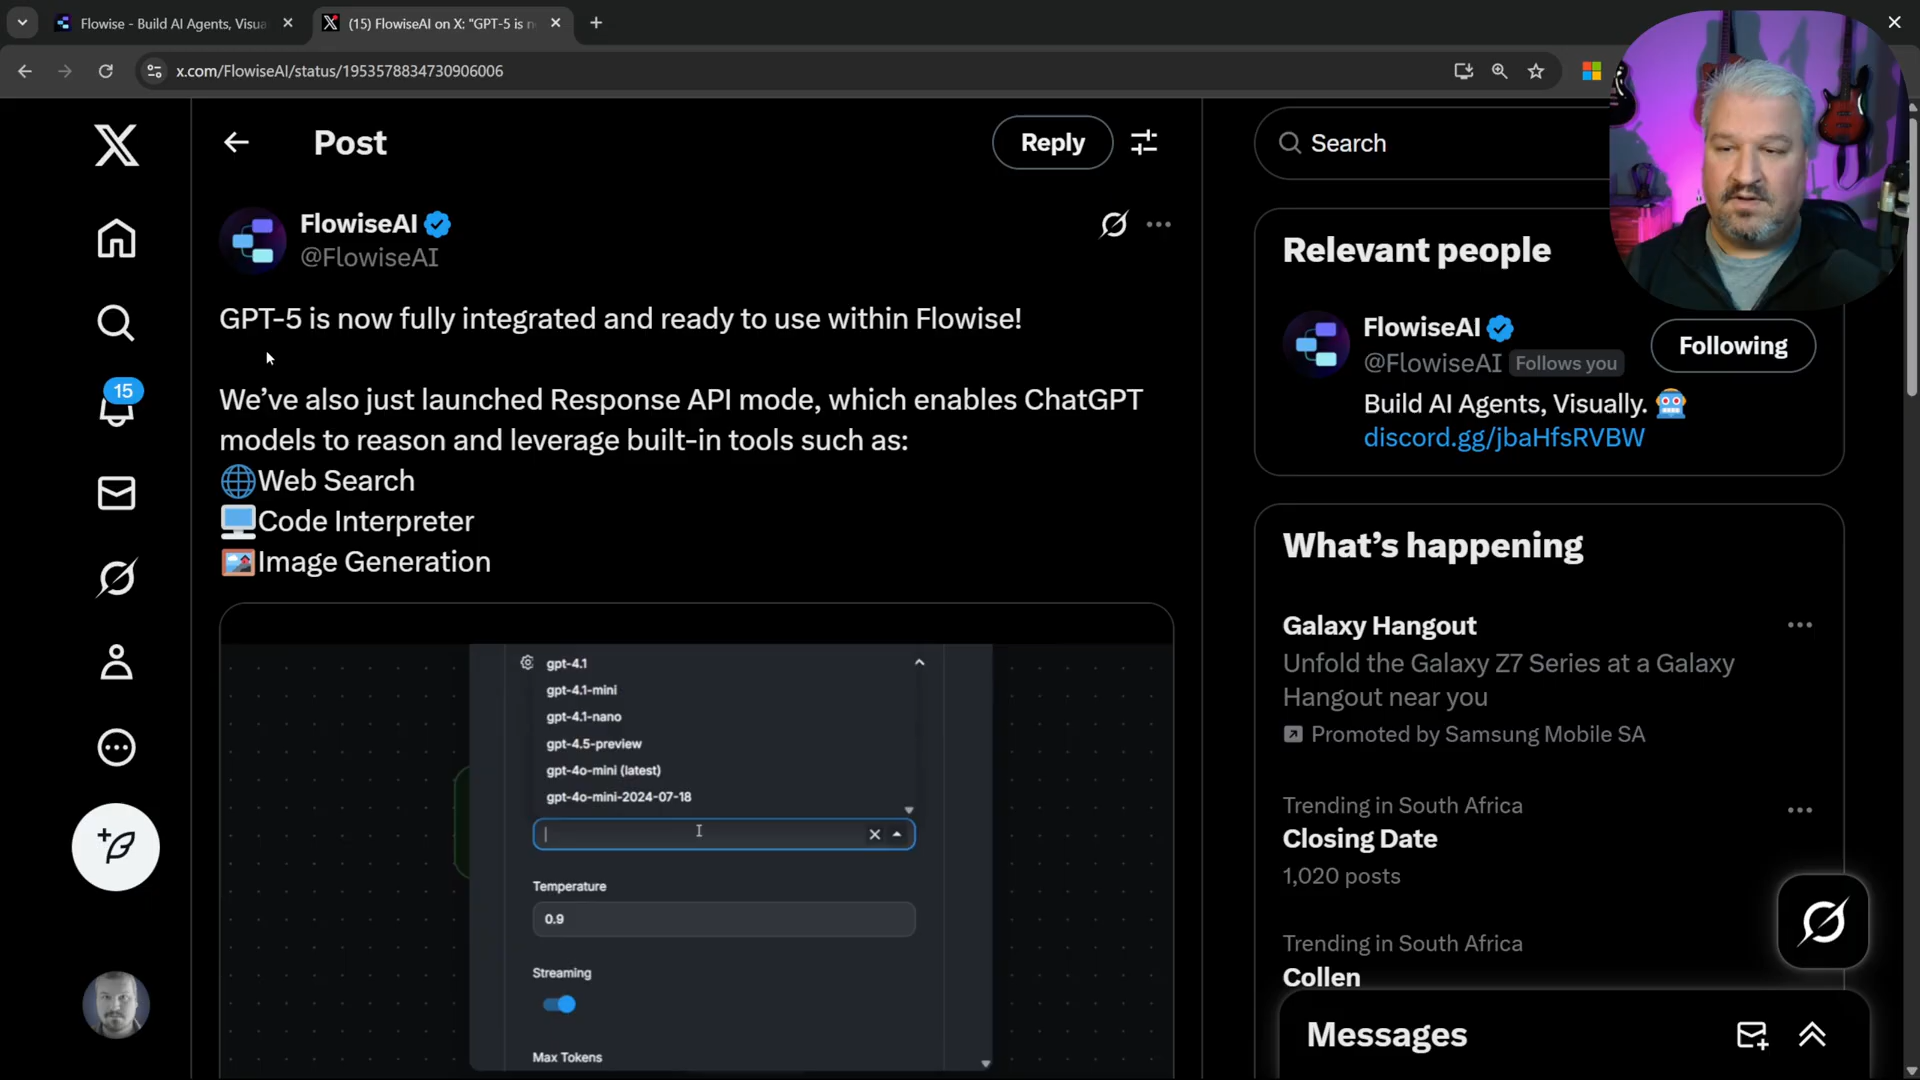 Flowise - Build AI Agents, Visua
(15) FlowiseAI on X: "GPT-5 is n
x.com/FlowiseAI/status/1953578834730906006
Post
Reply
Search
FlowiseAI
@FlowiseAI
GPT-5 is now fully integrated and ready to use within Flowise!
We've also just launched Response API mode, which enables ChatGPT
models to reason and leverage built-in tools such as:
Web Search
Code Interpreter
Image Generation
gpt-4.1
gpt-4.1-mini
gpt-4.1-nano
gpt-4.5-preview
gpt-4o-mini (latest)
gpt-4o-mini-2024-07-18
Temperature
0.9
Streaming
Max Tokens
15
Relevant people
FlowiseAI
@FlowiseAI Follows you
Following
Build AI Agents, Visually.
discord.gg/jbaHfsRVBW
What's happening
Galaxy Hangout
Unfold the Galaxy Z7 Series at a Galaxy
Hangout near you
Promoted by Samsung Mobile SA
Trending in South Africa
Closing Date
1,020 posts
Trending in South Africa
Collen
Messages